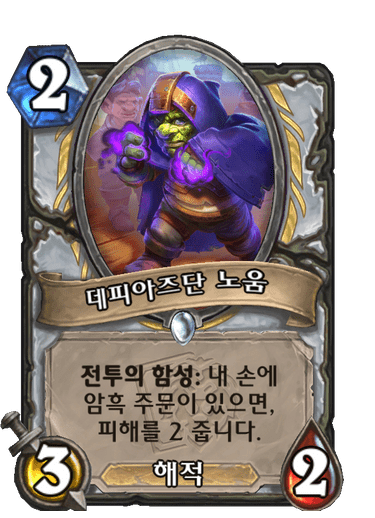 2
데피아즈단 노움
전투의 함성: 내 손에
암흑 주문이 있으면,
피해를 2 줍니다.
3
해적
2